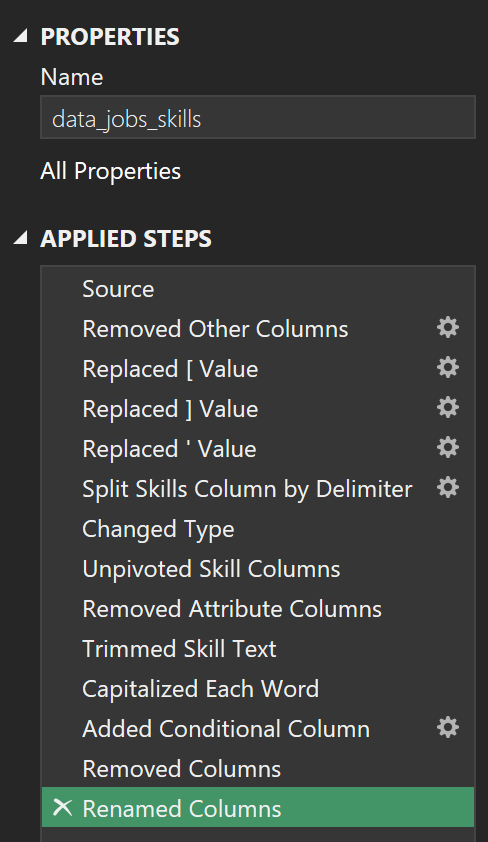 PROPERTIES
Name
data_jobs_skills
All Properties
APPLIED STEPS
Source
Removed Other Columns
Replaced [ Value
Replaced ] Value
Replaced ' Value
Split Skills Column by Delimiter
Changed Type
Unpivoted Skill Columns
Removed Attribute Columns
Trimmed Skill Text
Capitalized Each Word
Added Conditional Column
Removed Columns
Renamed Columns